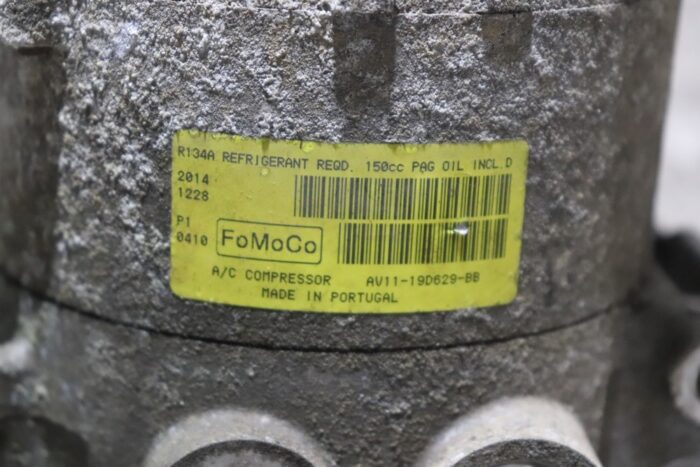 R134A REFRIGERANT REQD. 150cc PAG OIL INCL.D
2014
1228
P1
0410
FoMoCo
A/C COMPRESSOR AV11-19D629-BB
MADE IN PORTUGAL